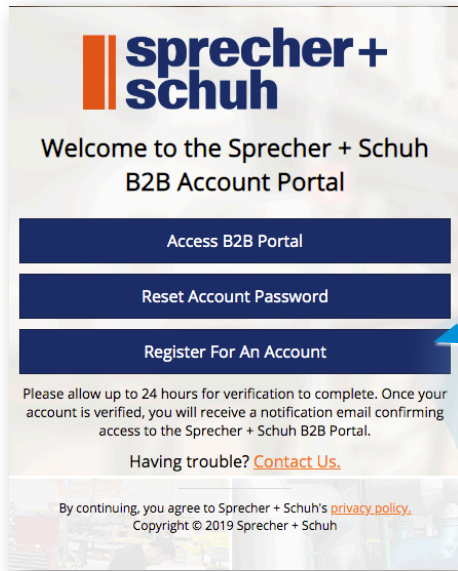 sprecher+
schuh
Welcome to the Sprecher + Schuh
B2B Account Portal
Access B2B Portal
Reset Account Password
Register For An Account
Please allow up to 24 hours for verification to complete. Once your
account is verified, you will receive a notification email confirming
access to the Sprecher + Schuh B2B Portal.
Having trouble? Contact Us.
By continuing, you agree to Sprecher + Schuh's privacy policy.
Copyright © 2019 Sprecher + Schuh